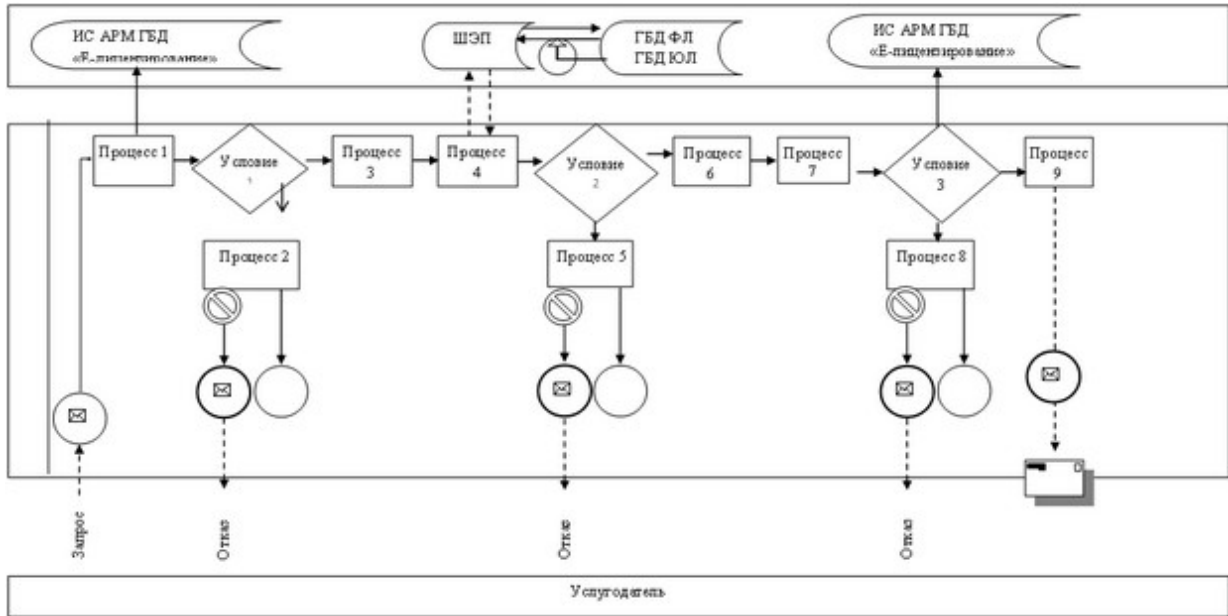 ИС АРМ ГБД
«Е-лицензирование»
ШЭП
ГБД ФЛ
ГБД ЮЛ
ИС АРМ ГБД
«Е-лицензирование»
Процесс 1
Условие
1
Процесс
3
Процесс
4
Условие
2
Процесс
6
Процесс
7
Условие
3
Процесс
9
Процесс 2
Процесс 5
Процесс 8
Запрос
Отказ
Отказ
Отказ
Услугодатель